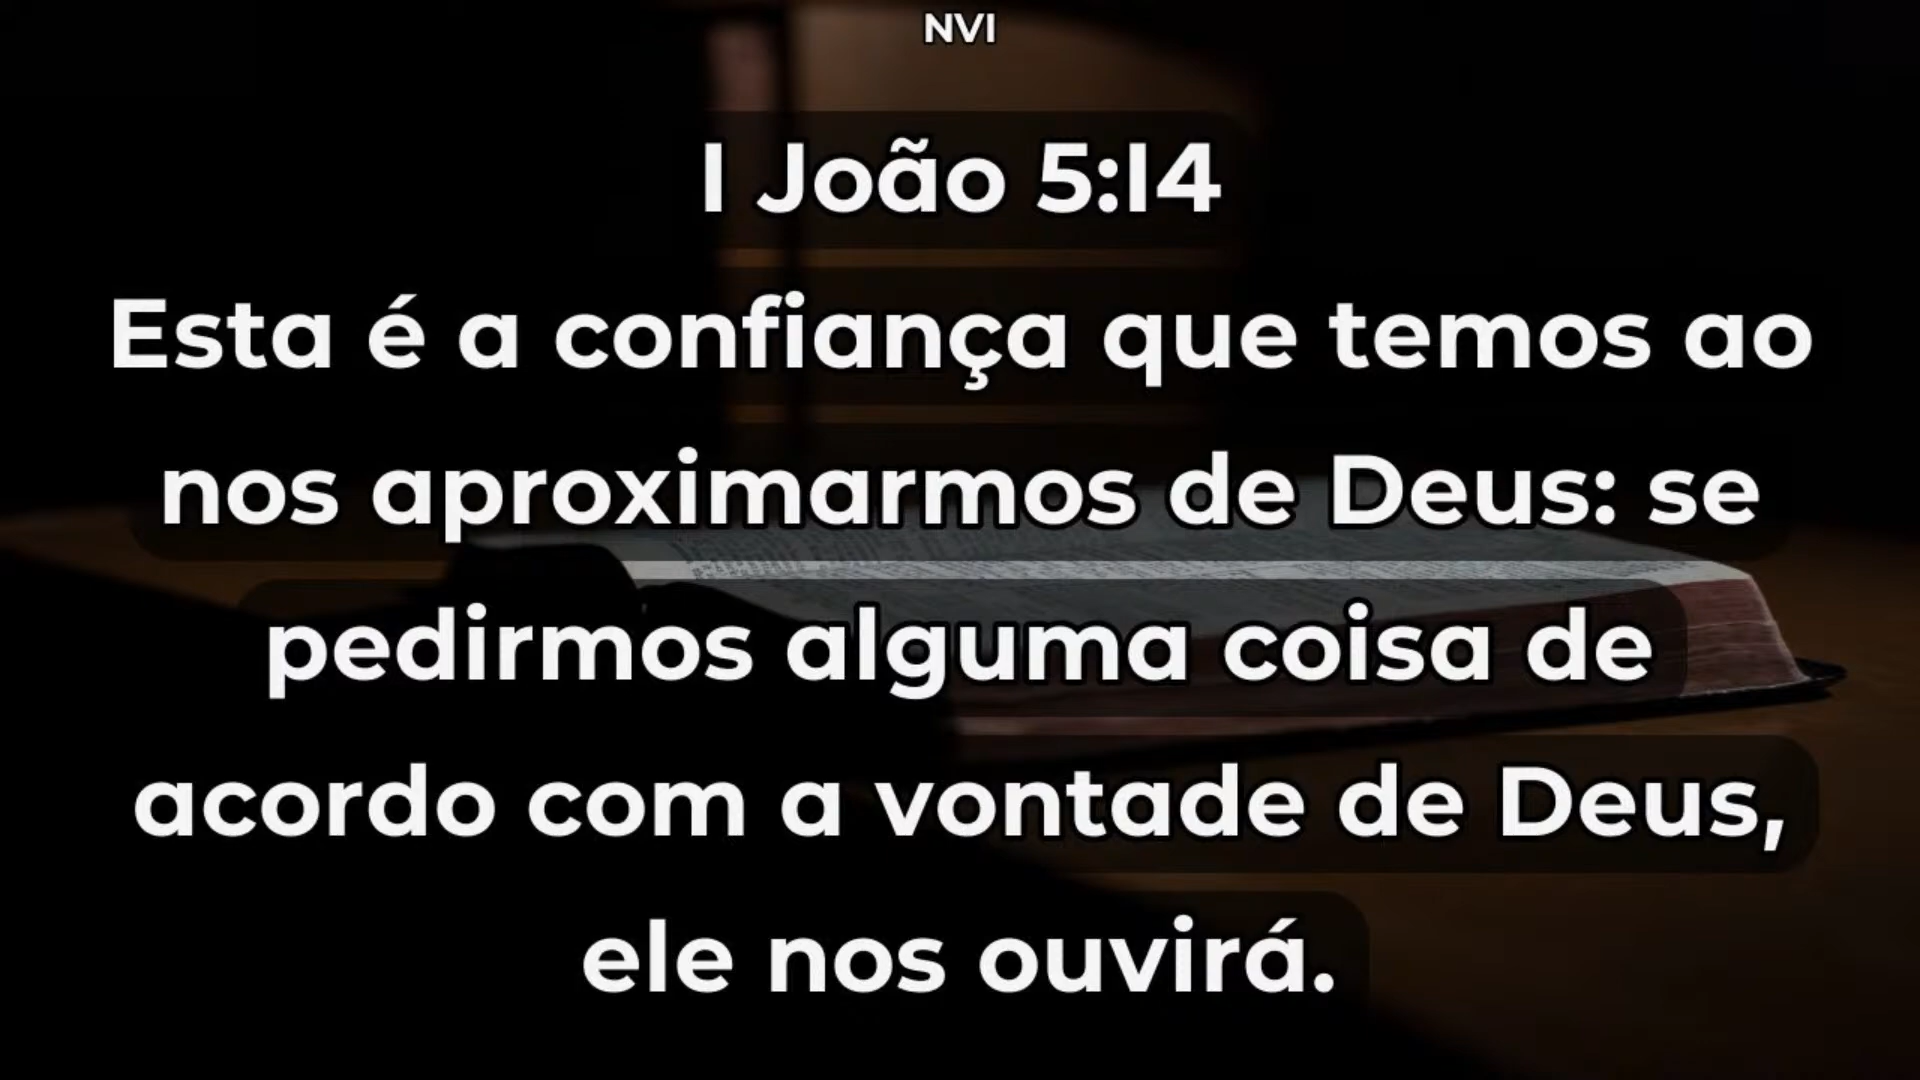 NVI
I João 5:14
Esta é a confiança que temos ao
nos aproximarmos de Deus: se
pedirmos alguma coisa de
acordo com a vontade de Deus,
ele nos ouvirá.